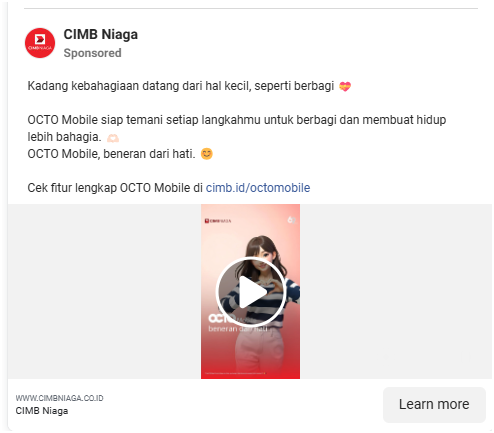 CIMB Niaga
Sponsored
Kadang kebahagiaan datang dari hal kecil, seperti berbagi 💝
OCTO Mobile siap temani setiap langkahmu untuk berbagi dan membuat hidup
lebih bahagia. 🫶🏻
OCTO Mobile, beneran dari hati. 😊
Cek fitur lengkap OCTO Mobile di cimb.id/octomobile
CIMB NIAGA
OCTO
beneran dari hati
WWW.CIMBNIAGA.CO.ID
CIMB Niaga
Learn more